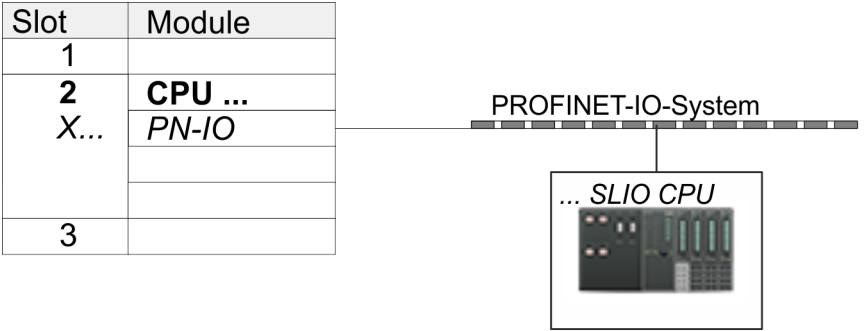 Slot Module
1
2 CPU ...
X... PN-IO
3
PROFINET-IO-System
... SLIO CPU